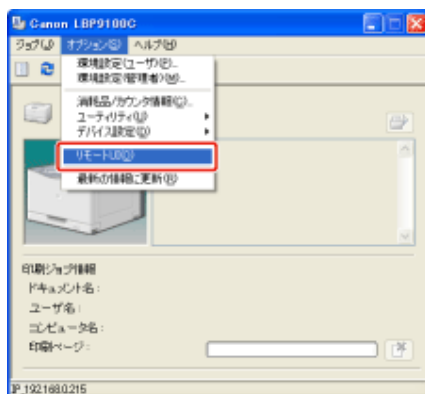 Canon LBP9100C
ジョブ(J) オプション(S) ヘルプ(H)
環境設定(ユーザ)(P)...
環境設定(管理者)(M)...
消耗品/カウンタ情報(C)...
ユーティリティ(U)
デバイス設定(D)
リモートUI(O)
最新の情報に更新(R)
印刷ジョブ情報
ドキュメント名:
ユーザ名:
コンピュータ名:
印刷ページ:
IP 192.168.0.215